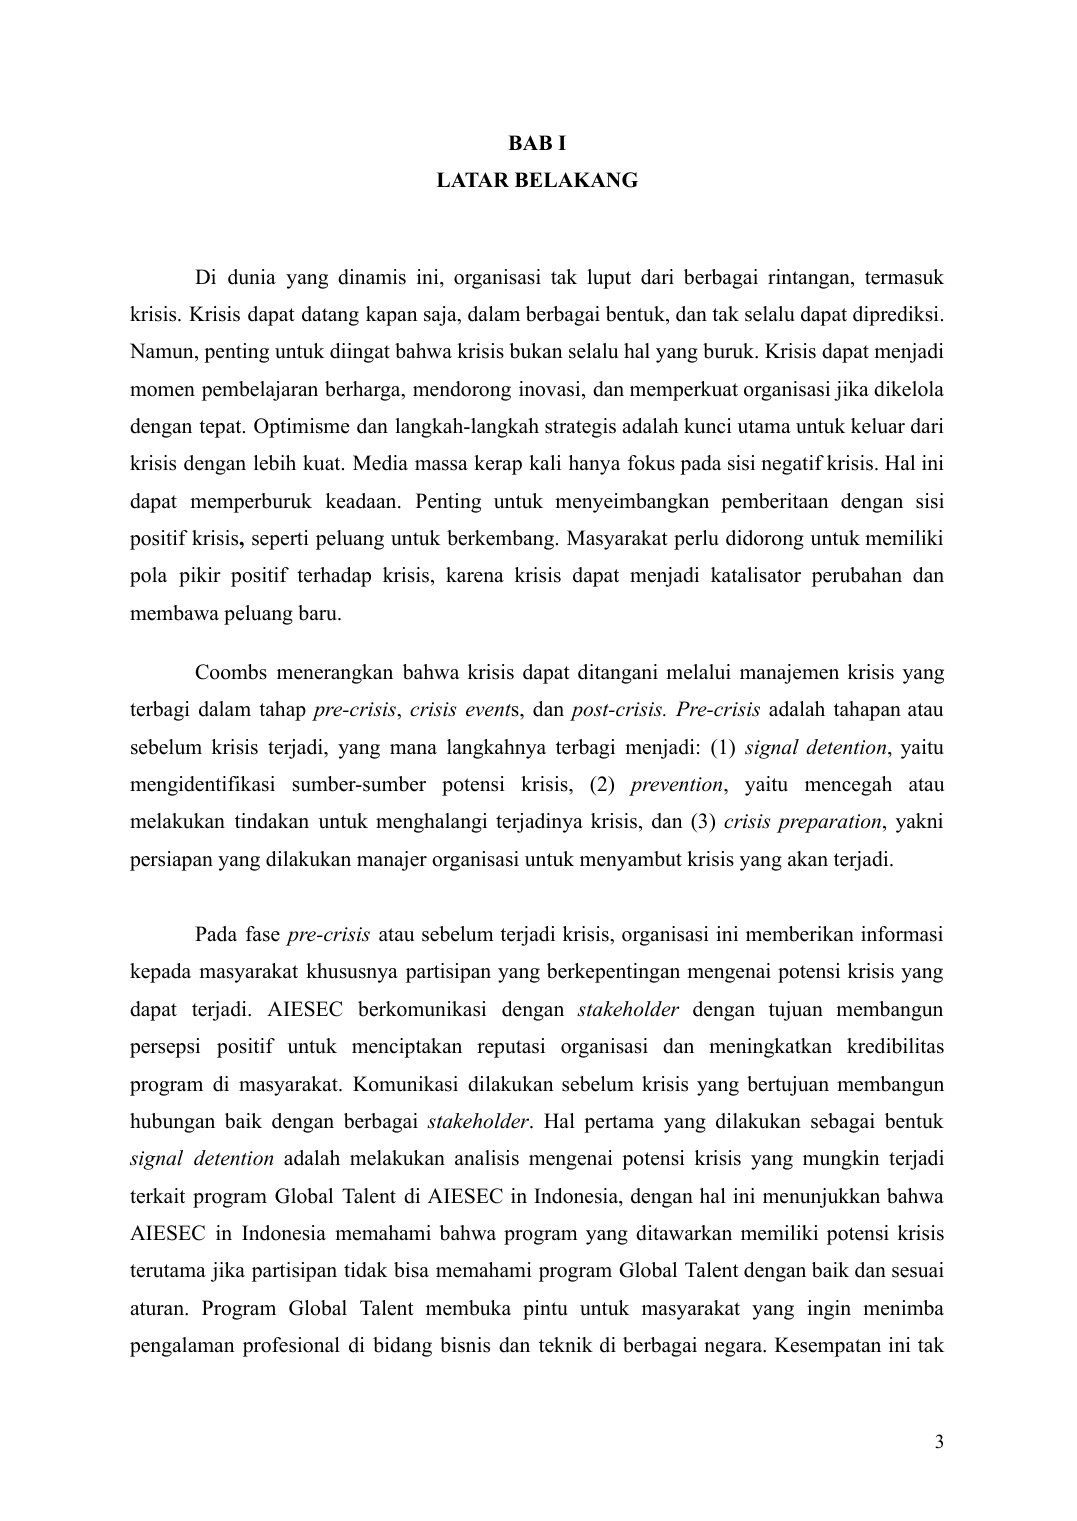 BAB I
LATAR BELAKANG
Di dunia yang dinamis ini, organisasi tak luput dari berbagai rintangan, termasuk
krisis. Krisis dapat datang kapan saja, dalam berbagai bentuk, dan tak selalu dapat diprediksi.
Namun, penting untuk diingat bahwa krisis bukan selalu hal yang buruk. Krisis dapat menjadi
momen pembelajaran berharga, mendorong inovasi, dan memperkuat organisasi jika dikelola
dengan tepat. Optimisme dan langkah-langkah strategis adalah kunci utama untuk keluar dari
krisis dengan lebih kuat. Media massa kerap kali hanya fokus pada sisi negatif krisis. Hal ini
dapat memperburuk keadaan. Penting untuk menyeimbangkan pemberitaan dengan sisi
positif krisis, seperti peluang untuk berkembang. Masyarakat perlu didorong untuk memiliki
pola pikir positif terhadap krisis, karena krisis dapat menjadi katalisator perubahan dan
membawa peluang baru.
Coombs menerangkan bahwa krisis dapat ditangani melalui manajemen krisis yang
terbagi dalam tahap pre-crisis, crisis events, dan post-crisis. Pre-crisis adalah tahapan atau
sebelum krisis terjadi, yang mana langkahnya terbagi menjadi: (1) signal detention, yaitu
mengidentifikasi sumber-sumber potensi krisis, (2) prevention, yaitu mencegah atau
melakukan tindakan untuk menghalangi terjadinya krisis, dan (3) crisis preparation, yakni
persiapan yang dilakukan manajer organisasi untuk menyambut krisis yang akan terjadi.
Pada fase pre-crisis atau sebelum terjadi krisis, organisasi ini memberikan informasi
kepada masyarakat khususnya partisipan yang berkepentingan mengenai potensi krisis yang
dapat terjadi. AIESEC berkomunikasi dengan stakeholder dengan tujuan membangun
persepsi positif untuk menciptakan reputasi organisasi dan meningkatkan kredibilitas
program di masyarakat. Komunikasi dilakukan sebelum krisis yang bertujuan membangun
hubungan baik dengan berbagai stakeholder. Hal pertama yang dilakukan sebagai bentuk
signal detention adalah melakukan analisis mengenai potensi krisis yang mungkin terjadi
terkait program Global Talent di AIESEC in Indonesia, dengan hal ini menunjukkan bahwa
AIESEC in Indonesia memahami bahwa program yang ditawarkan memiliki potensi krisis
terutama jika partisipan tidak bisa memahami program Global Talent dengan baik dan sesuai
aturan. Program Global Talent membuka pintu untuk masyarakat yang ingin menimba
pengalaman profesional di bidang bisnis dan teknik di berbagai negara. Kesempatan ini tak
3